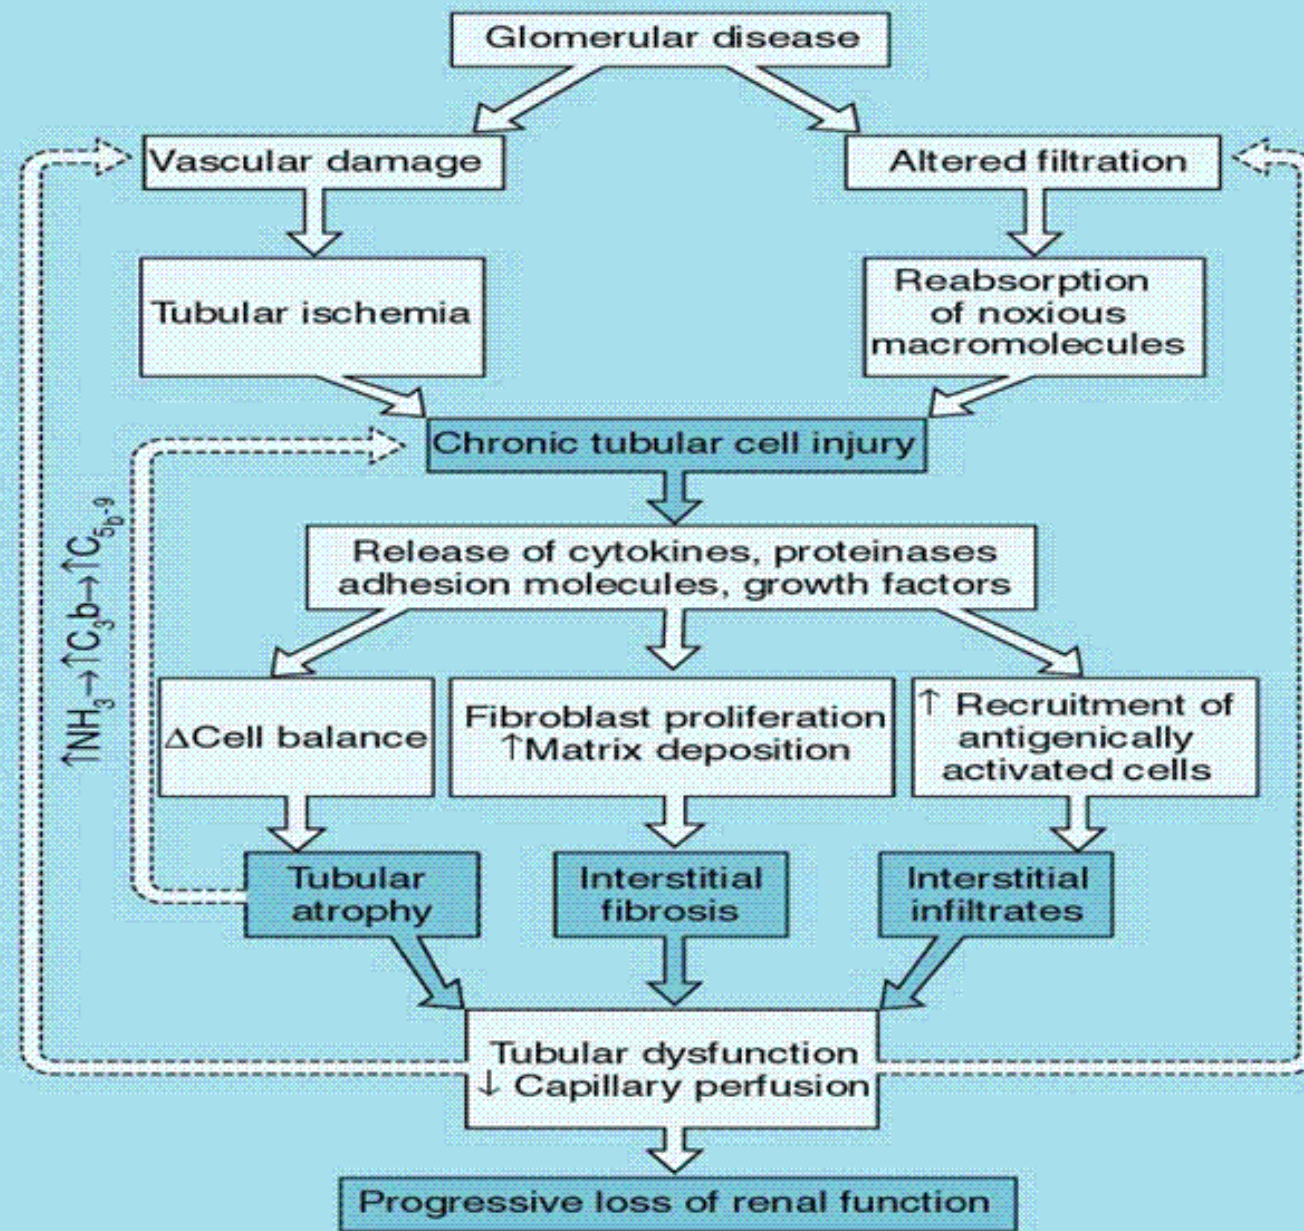 Glomerular disease
Vascular damage
Altered filtration
Tubular ischemia
Reabsorption
of noxious
macromolecules
Chronic tubular cell injury
↑NH₃→↑C₃b→↑C₅b-₉
Release of cytokines, proteinases
adhesion molecules, growth factors
ΔCell balance
Fibroblast proliferation
↑Matrix deposition
↑ Recruitment of
antigenically
activated cells
Tubular
atrophy
Interstitial
fibrosis
Interstitial
infiltrates
Tubular dysfunction
↓ Capillary perfusion
Progressive loss of renal function